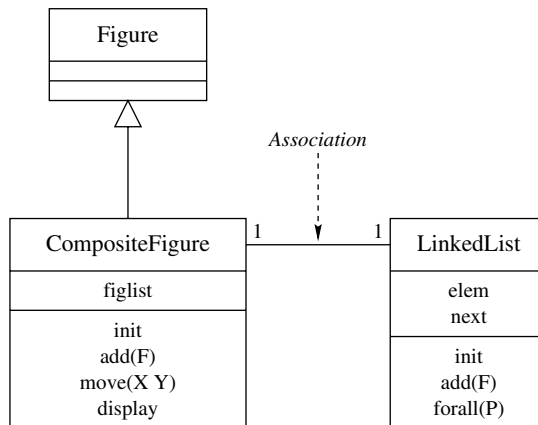 Figure
Association
CompositeFigure
1
1
LinkedList
figlist
init
add(F)
move(X Y)
display
elem
next
init
add(F)
forall(P)